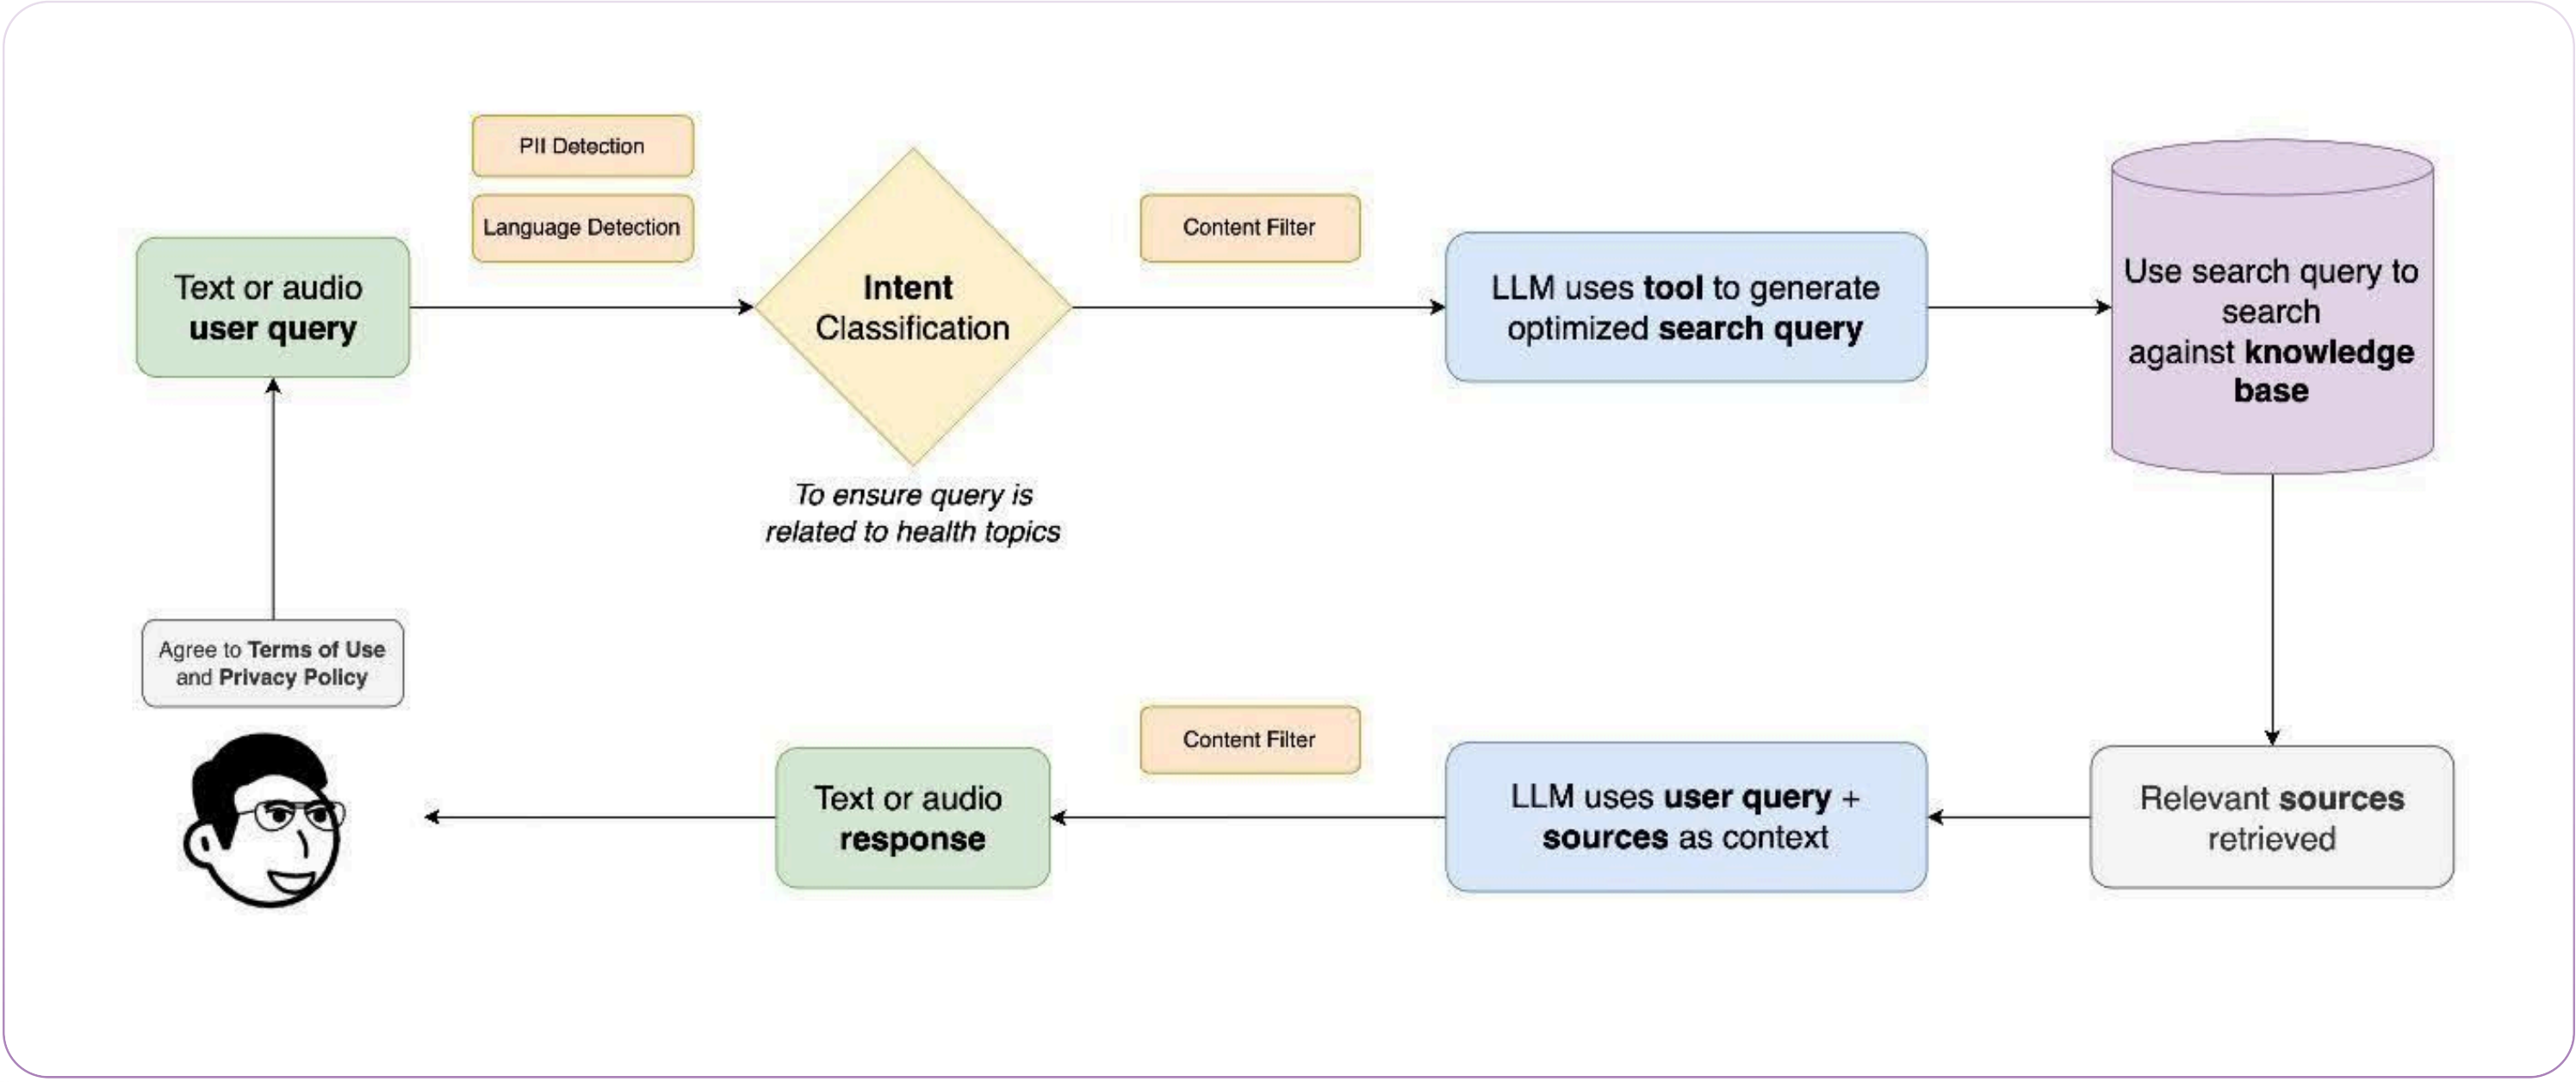 PII Detection
Language Detection
Text or audio
user query
Intent
Classification
To ensure query is
related to health topics
Content Filter
LLM uses tool to generate
optimized search query
Use search query to
search
against knowledge
base
Agree to Terms of Use
and Privacy Policy
Text or audio
response
Content Filter
LLM uses user query +
sources as context
Relevant sources
retrieved